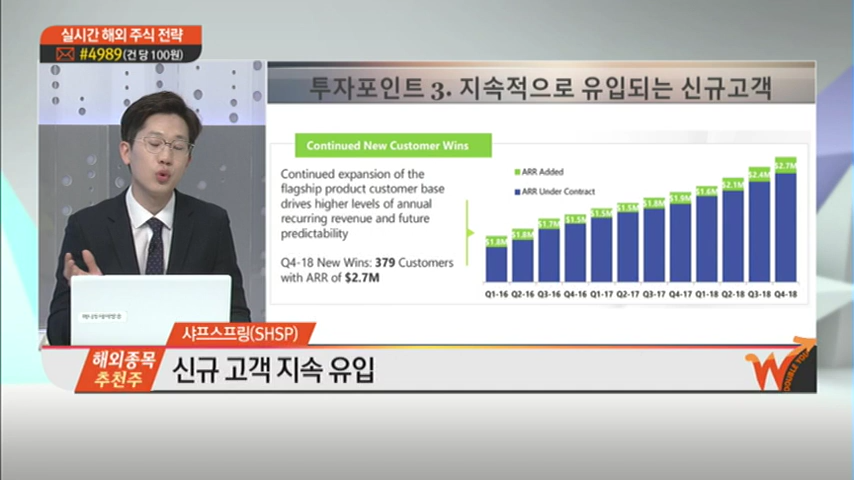 실시간 해외 주식 전략
#4989(건 당 100원)
투자포인트 3. 지속적으로 유입되는 신규고객
Continued New Customer Wins
Continued expansion of the
flagship product customer base
drives higher levels of annual
recurring revenue and future
predictability
Q4-18 New Wins: 379 Customers
with ARR of $2.7M
ARR Added
ARR Under Contract
$1.8M $1.8M $1.7M $1.5M $1.5M $1.5M $1.8M $1.9M $1.6M $2.1M $2.4M $2.7M
Q1-16 Q2-16 Q3-16 Q4-16 Q1-17 Q2-17 Q3-17 Q4-17 Q1-18 Q2-18 Q3-18 Q4-18
샤프스프링(SHSP)
해외종목
추천주
신규 고객 지속 유입
W